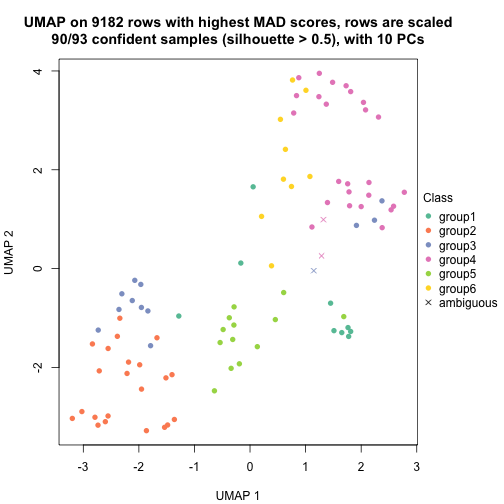 UMAP on 9182 rows with highest MAD scores, rows are scaled
90/93 confident samples (silhouette > 0.5), with 10 PCs
4
2
0
-2
UMAP 2
-3
-2
-1
0
1
2
3
UMAP 1
Class
group1
group2
group3
group4
group5
group6
ambiguous